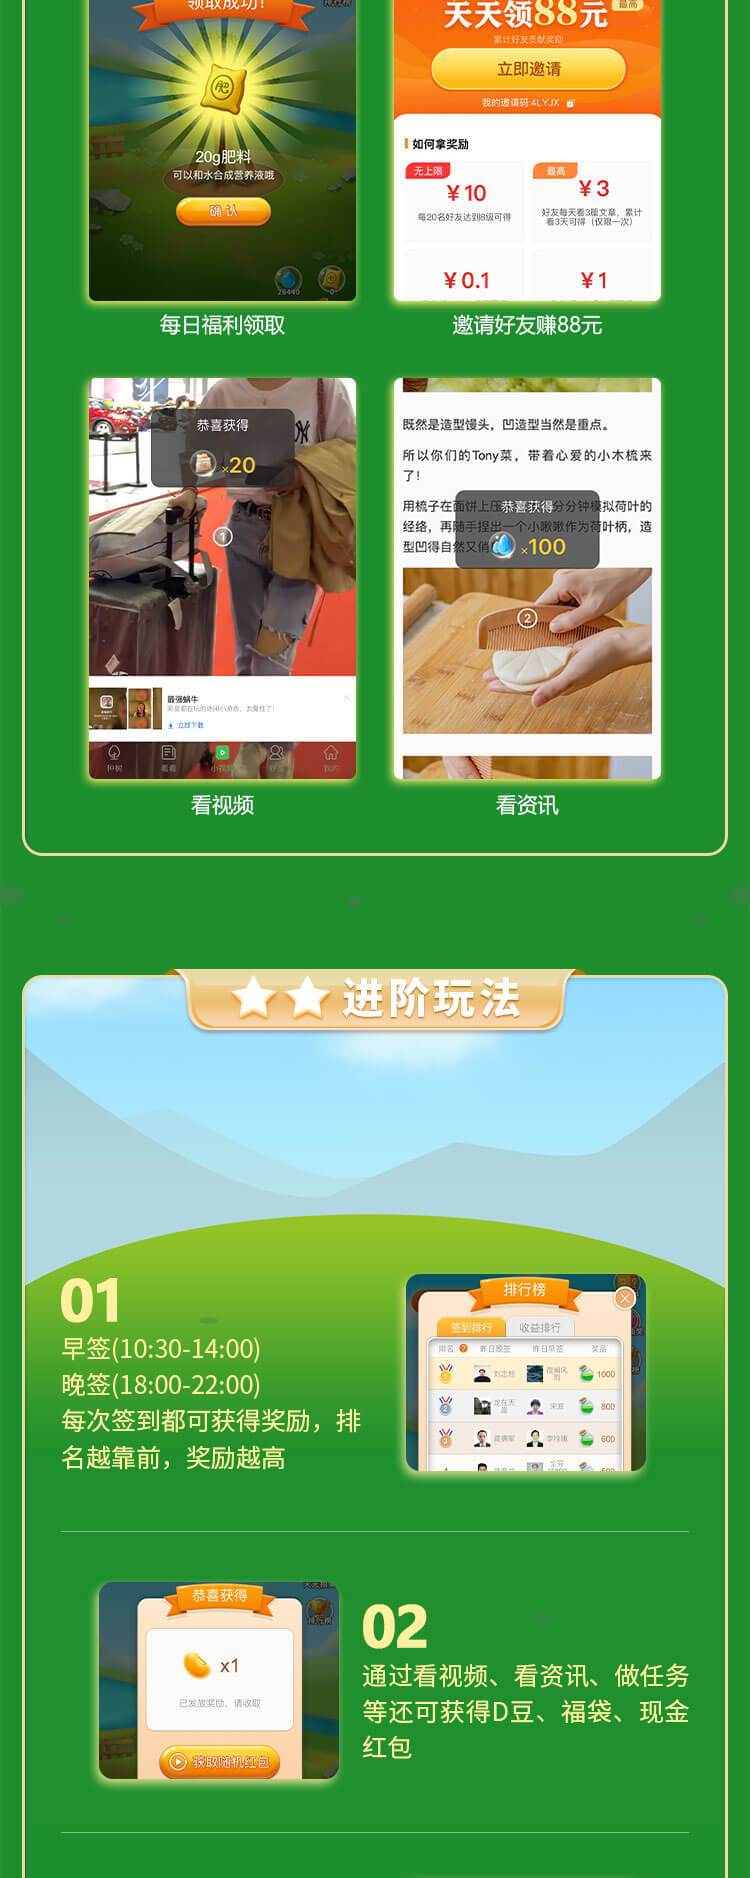 领取成功!
天天领88元
最高
累计好友贡献奖励
立即邀请
我的邀请码:4LYJX
20g肥料
可以和水合成营养液哦
确认
26440
0
如何拿奖励
无上限
¥10
每20名好友达到8级可得
最高
¥3
好友每天看3篇文章,累计
看3天可得(仅限一次)
¥0.1
¥1
每日福利领取
邀请好友赚88元
恭喜获得
×20
1
最强蜗牛
立即下载
种树
看看
小视频
我的
既然是造型馒头,凹造型当然是重点。
所以你们的Tony菜,带着心爱的小木梳来
了!
用梳子在面饼上压
分分钟模拟荷叶的
经络,再随手捏出一个小啾啾作为荷叶柄,造
型凹得自然又俏
恭喜获得
×100
2
看视频
看资讯
进阶玩法
01
早签(10:30-14:00)
晚签(18:00-22:00)
每次签到都可获得奖励,排
名越靠前,奖励越高
排行榜
签到排行
收益排行
排名
昨日晚签
昨日早签
奖品
1000
800
600
恭喜获得
x1
已发放奖励,请收取
获取随机红包
排行榜
02
通过看视频、看资讯、做任务
等还可获得D豆、福袋、现金
红包